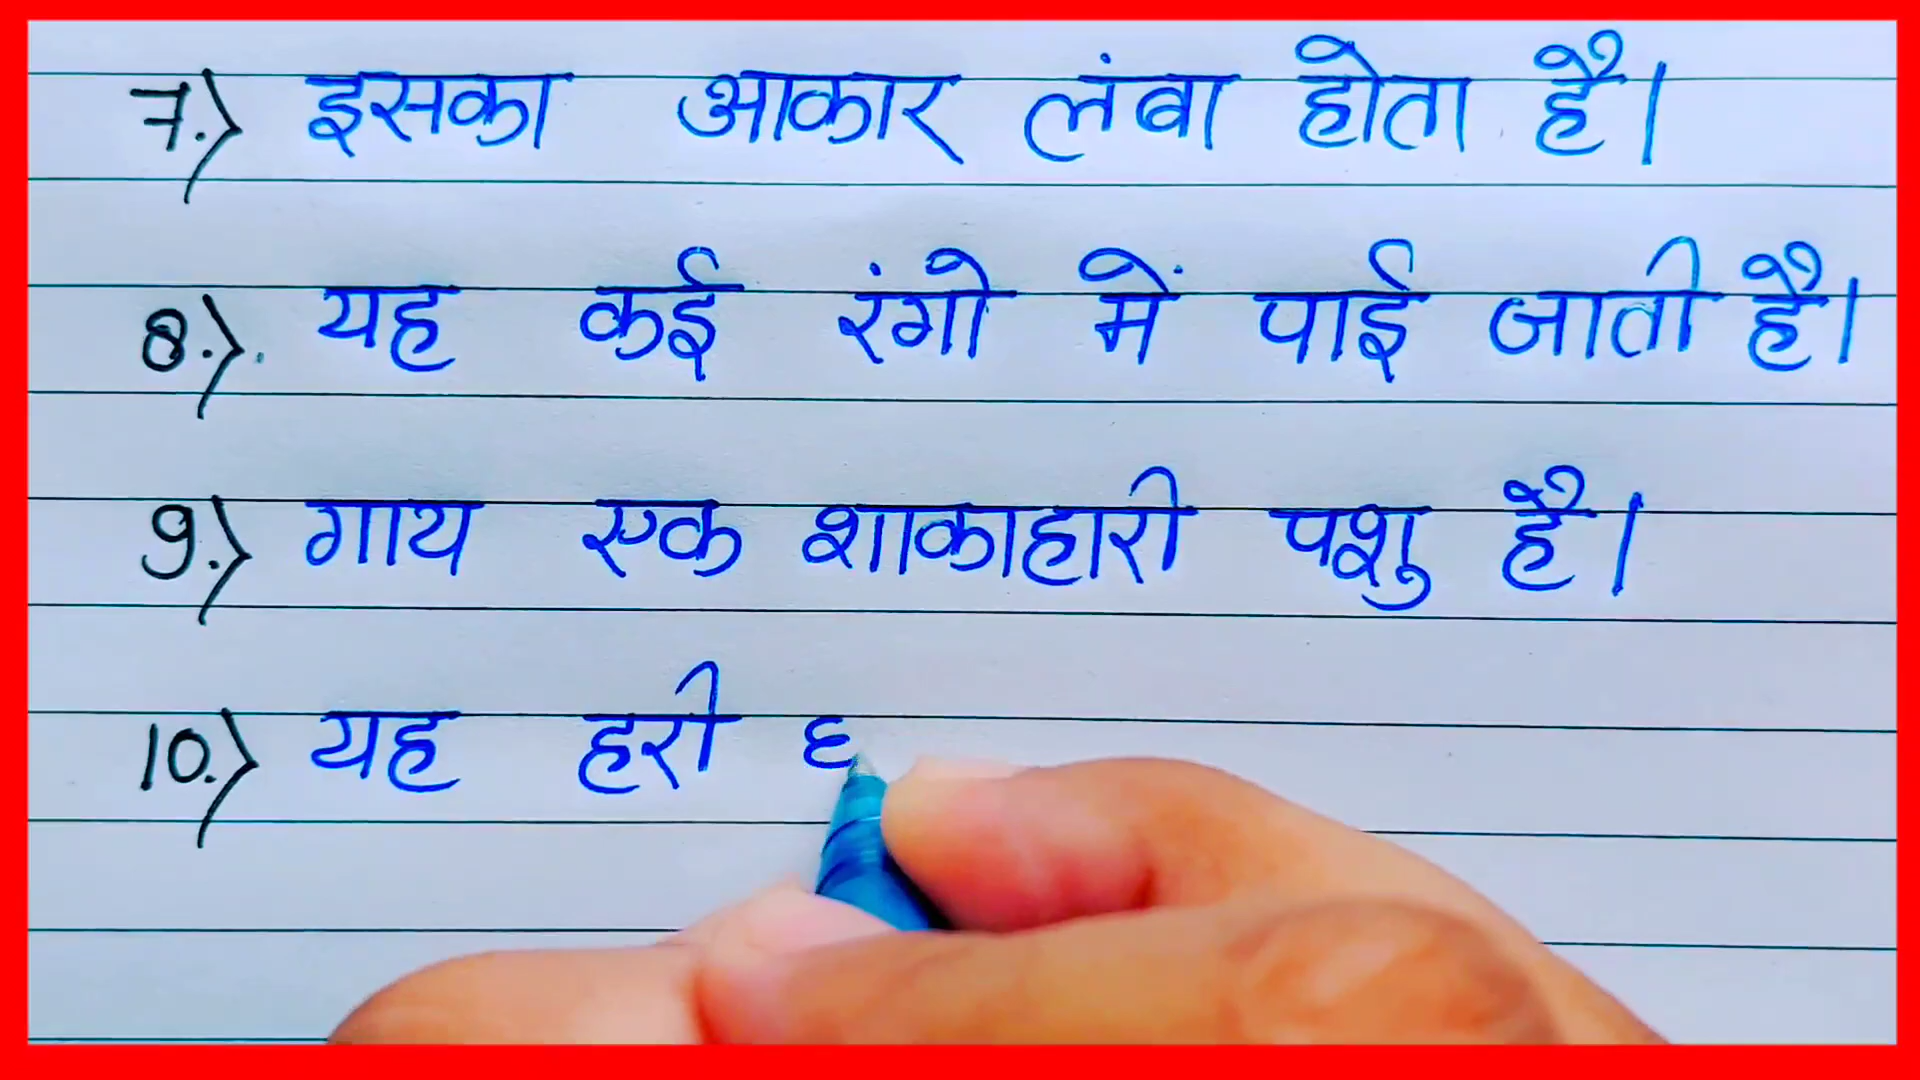 7.) इसका आकार लंबा होता है।
8.) यह कई रंगो में पाई जाती है।
9.) गाय एक शाकाहारी पशु है।
10.) यह हरी